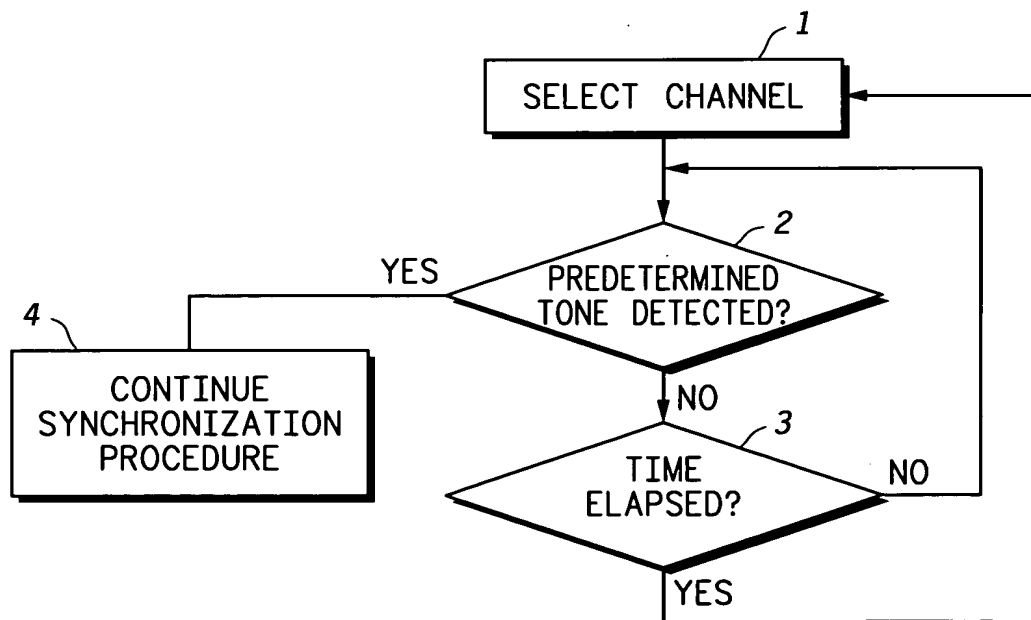 1
SELECT CHANNEL
2
YES
PREDETERMINED
TONE DETECTED?
4
CONTINUE
SYNCHRONIZATION
PROCEDURE
NO
3
TIME
ELAPSED?
NO
YES